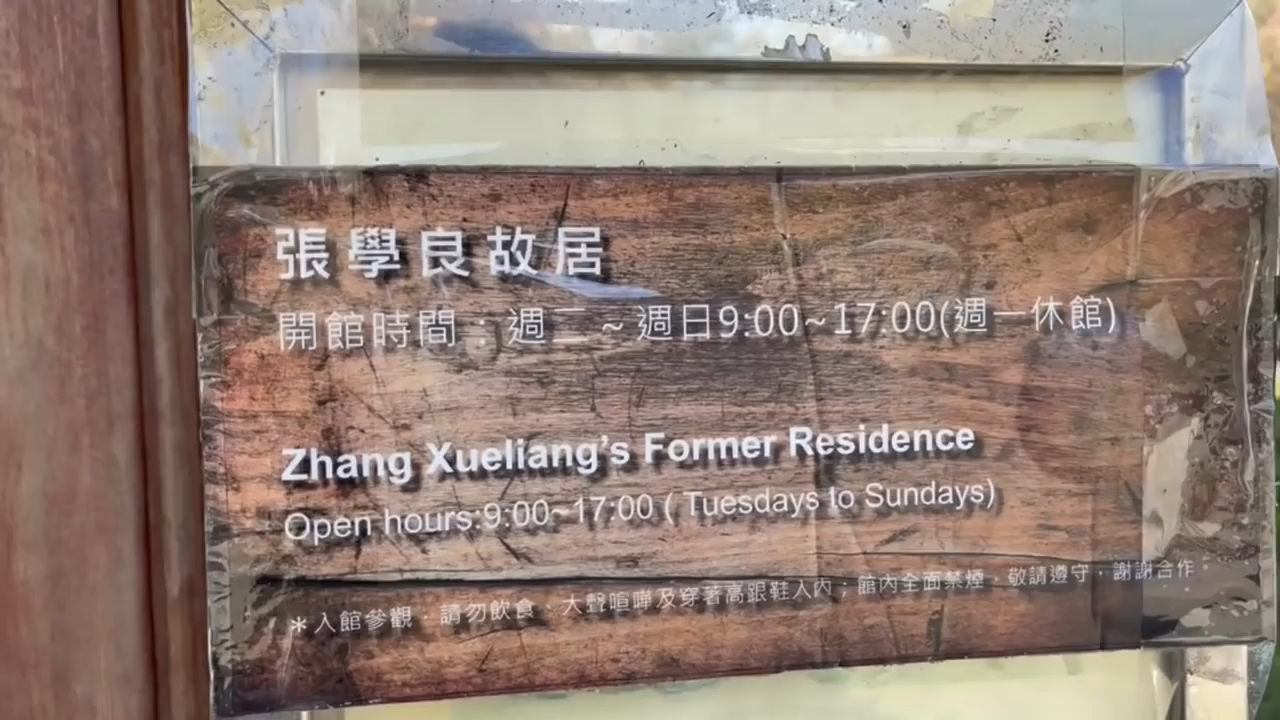 張學良故居
開館時間：週二~週日9:00~17:00(週一休館)
Zhang Xueliang's Former Residence
Open hours:9:00~17:00 ( Tuesdays to Sundays)
＊入館參觀，請勿飲食、大聲喧嘩及穿著高跟鞋入內；館內全面禁煙，敬請遵守，謝謝合作。